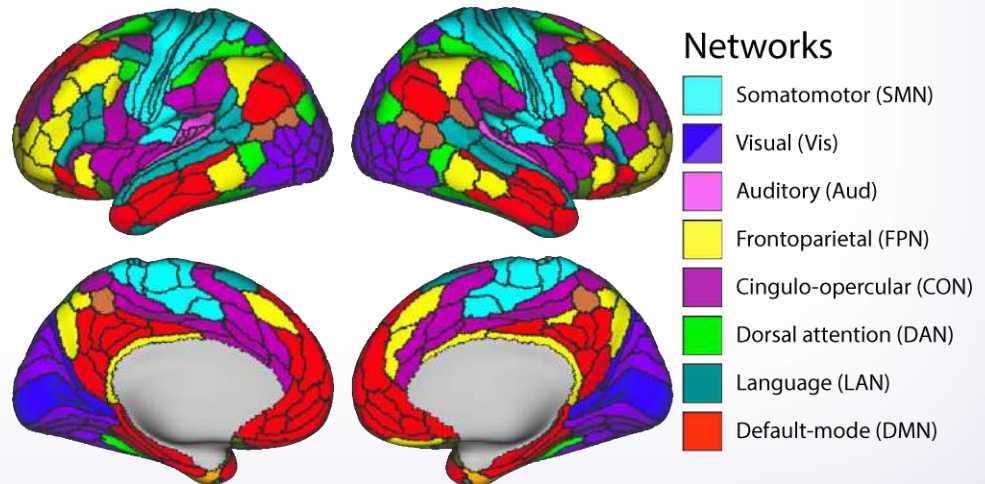 Networks
Somatomotor (SMN)
Visual (Vis)
Auditory (Aud)
Frontoparietal (FPN)
Cingulo-opercular (CON)
Dorsal attention (DAN)
Language (LAN)
Default-mode (DMN)